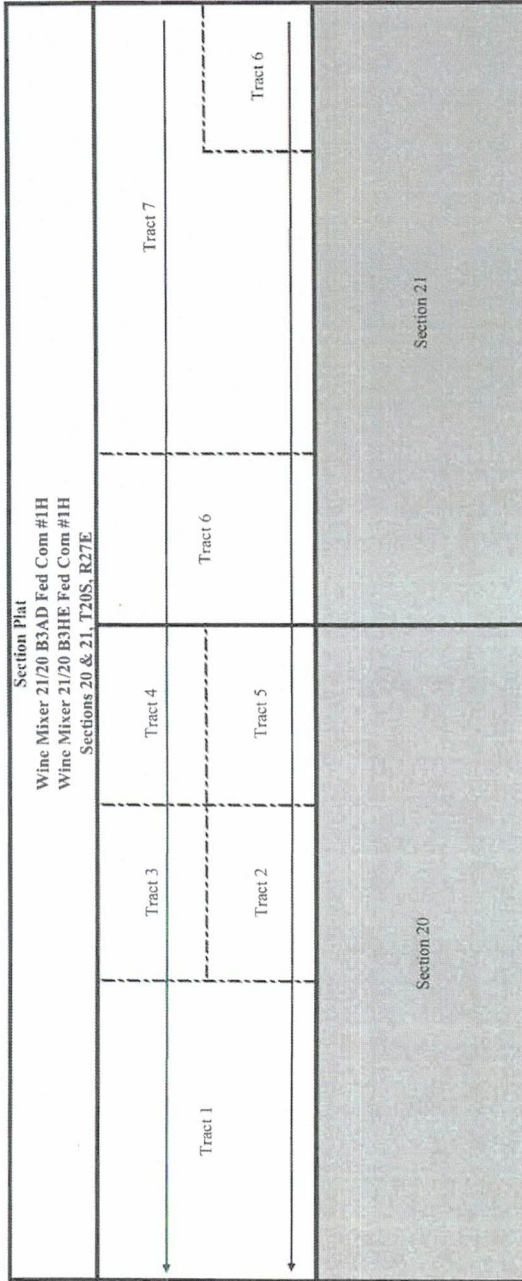 Section Plat
Wine Mixer 21/20 B3AD Fed Com #1H
Wine Mixer 21/20 B3HE Fed Com #1H
Sections 20 & 21, T20S, R27E
Tract 1
Tract 3
Tract 4
Tract 2
Tract 5
Tract 6
Tract 7
Tract 6
Section 20
Section 21